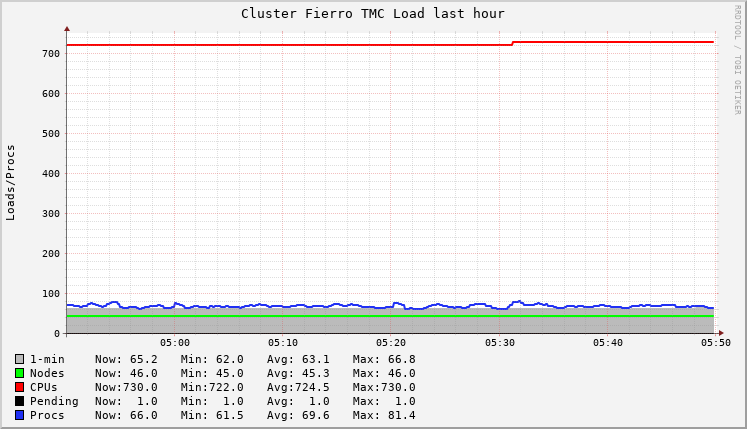 Cluster Fierro TMC Load last hour
RRDTOOL / TOBI OETIKER
Loads/Procs
700
600
500
400
300
200
100
0
05:00 05:10 05:20 05:30 05:40 05:50
1-min Now: 65.2 Min: 62.0 Avg: 63.1 Max: 66.8
Nodes Now: 46.0 Min: 45.0 Avg: 45.3 Max: 46.0
CPUs Now:730.0 Min:722.0 Avg:724.5 Max:730.0
Pending Now: 1.0 Min: 1.0 Avg: 1.0 Max: 1.0
Procs Now: 66.0 Min: 61.5 Avg: 69.6 Max: 81.4